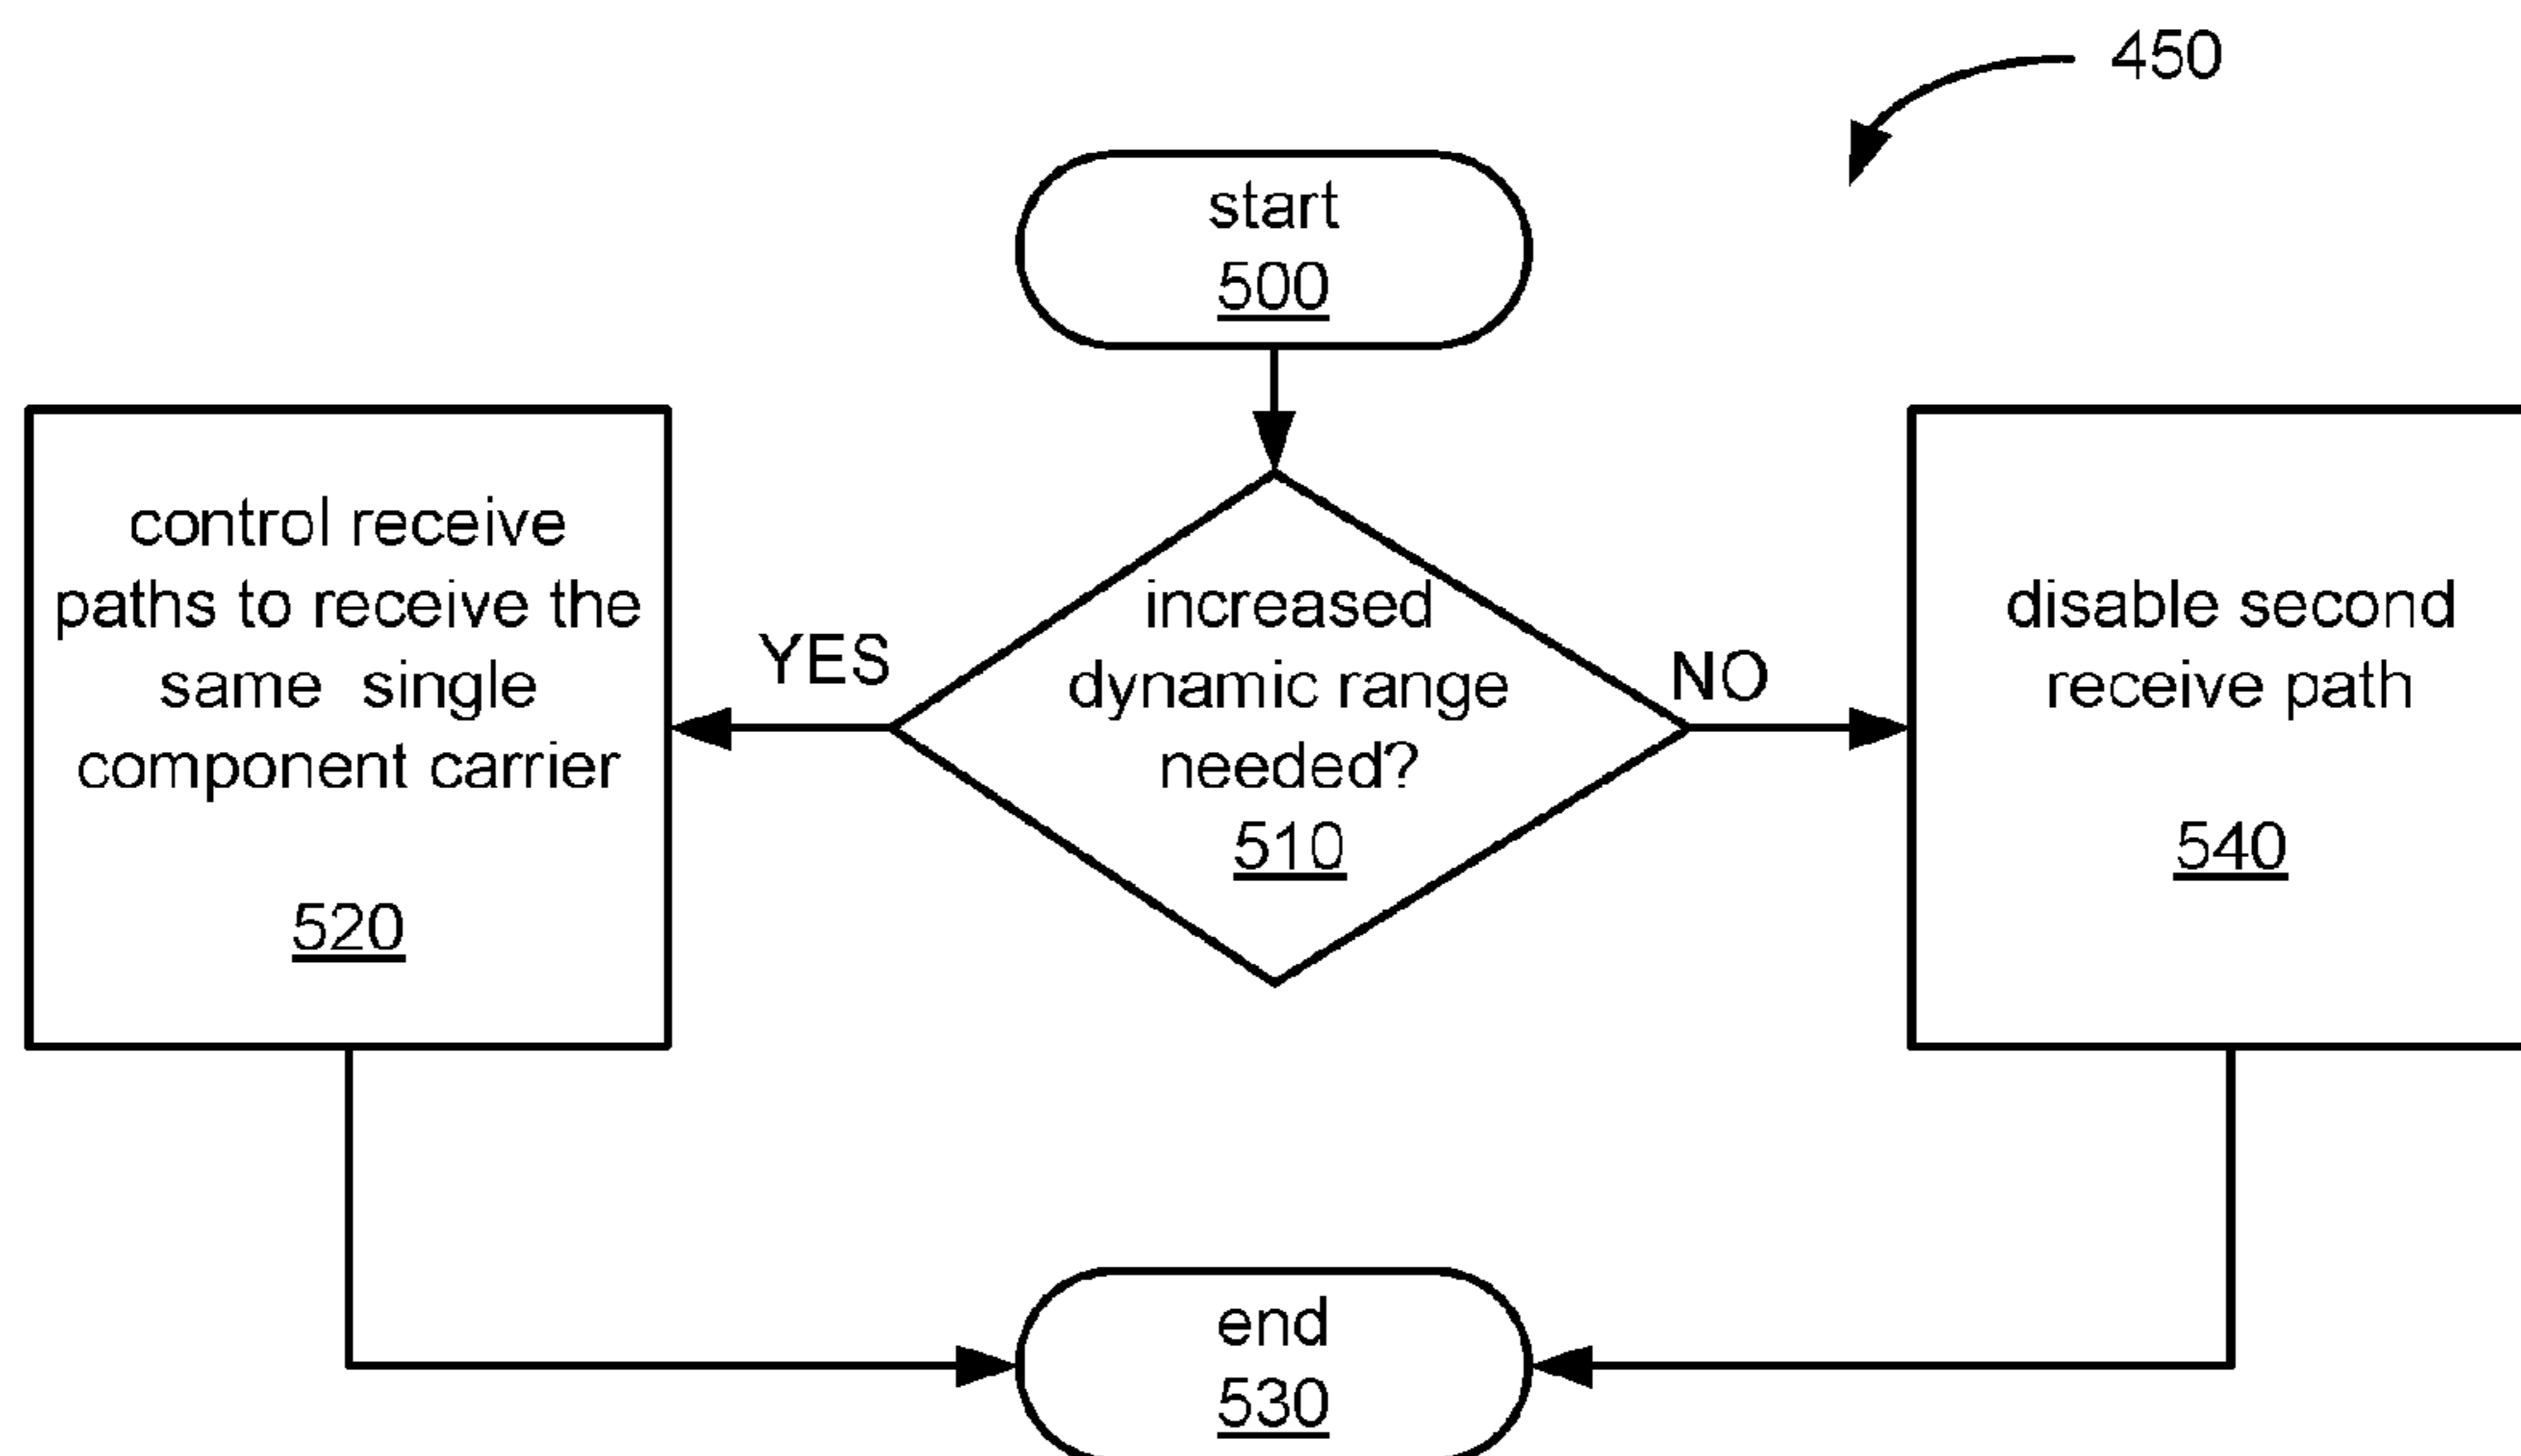 450
start
500
control receive
paths to receive the
same single
component carrier
520
YES
increased
dynamic range
needed?
510
NO
disable second
receive path
540
end
530